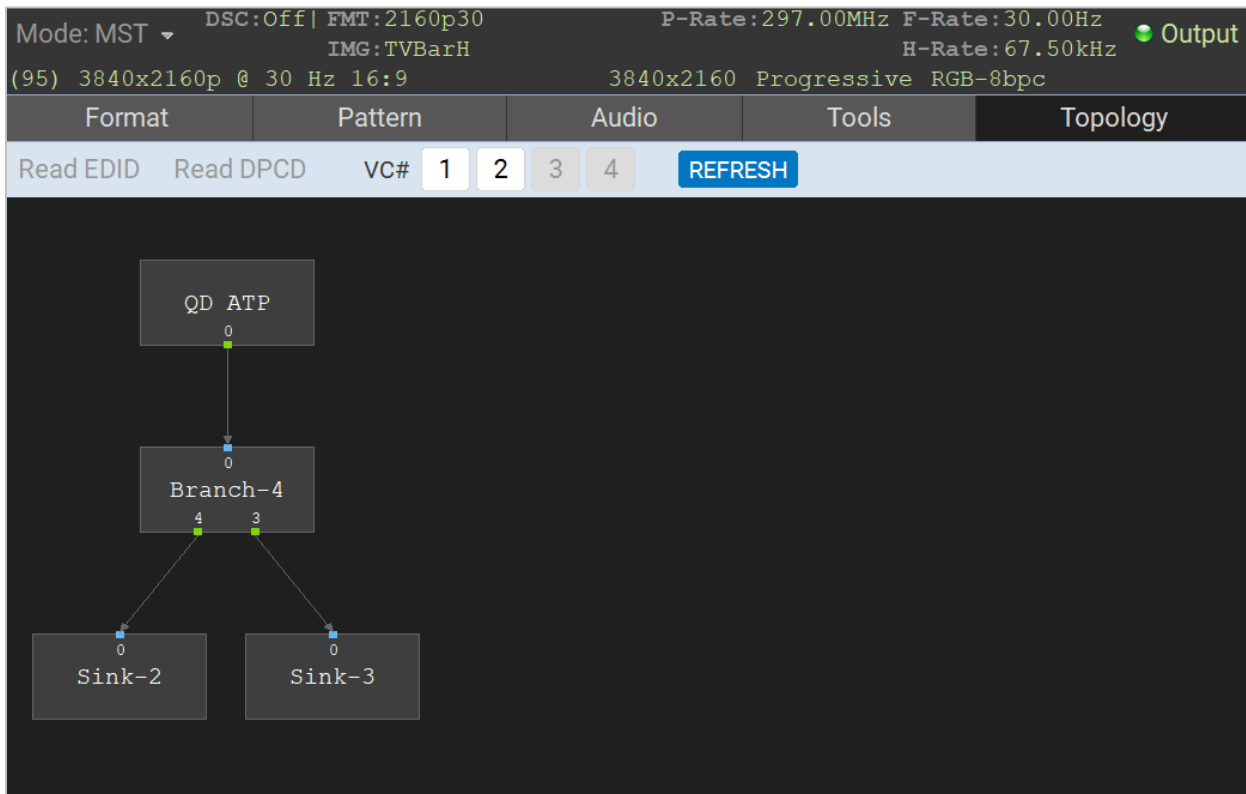 Mode: MST DSC:Off| FMT:2160p30 P-Rate:297.00MHz F-Rate:30.00Hz Output
IMG:TVBarH H-Rate:67.50kHz
(95) 3840x2160p @ 30 Hz 16:9 3840x2160 Progressive RGB-8bpc
Format Pattern Audio Tools Topology
Read EDID Read DPCD VC# 1 2 3 4 REFRESH
QD ATP
0
0
Branch-4
4 3
0 0
Sink-2 Sink-3